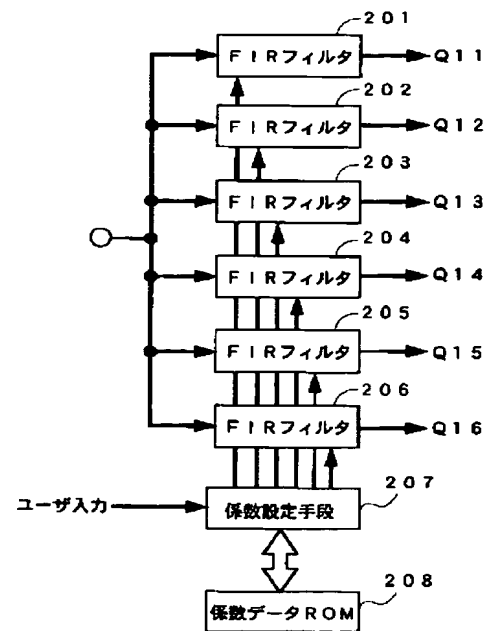 201
FIRフィルタ
Q11
202
FIRフィルタ
Q12
203
FIRフィルタ
Q13
204
FIRフィルタ
Q14
205
FIRフィルタ
Q15
206
FIRフィルタ
Q16
207
ユーザ入力
係数設定手段
208
係数データROM